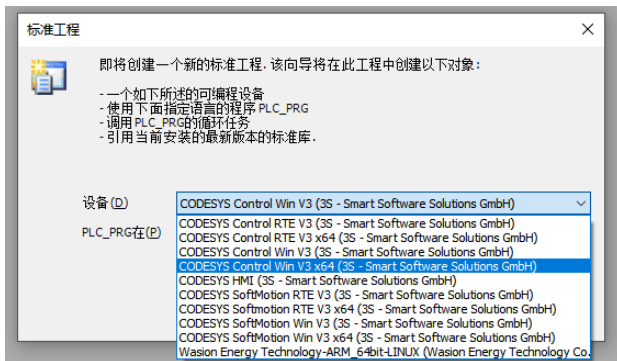 标准工程
即将创建一个新的标准工程.该向导将在此工程中创建以下对象:
- 一个如下所述的可编程设备
- 使用下面指定语言的程序PLC_PRG
- 调用PLC_PRG的循环任务
- 引用当前安装的最新版本的标准库.
设备(D)
CODESYS Control Win V3 (3S - Smart Software Solutions GmbH)
PLC_PRG在(P)
CODESYS Control RTE V3 (3S - Smart Software Solutions GmbH)
CODESYS Control RTE V3 x64 (3S - Smart Software Solutions GmbH)
CODESYS Control Win V3 (3S - Smart Software Solutions GmbH)
CODESYS Control Win V3 x64 (3S - Smart Software Solutions GmbH)
CODESYS HMI (3S - Smart Software Solutions GmbH)
CODESYS SoftMotion RTE V3 (3S - Smart Software Solutions GmbH)
CODESYS Softmotion RTE V3 x64 (3S - Smart Software Solutions GmbH)
CODESYS SoftMotion Win V3 (3S - Smart Software Solutions GmbH)
CODESYS SoftMotion Win V3 x64 (3S - Smart Software Solutions GmbH)
Wasion Energy Technology-ARM_64bit-LINUX (Wasion Energy Technology Co.